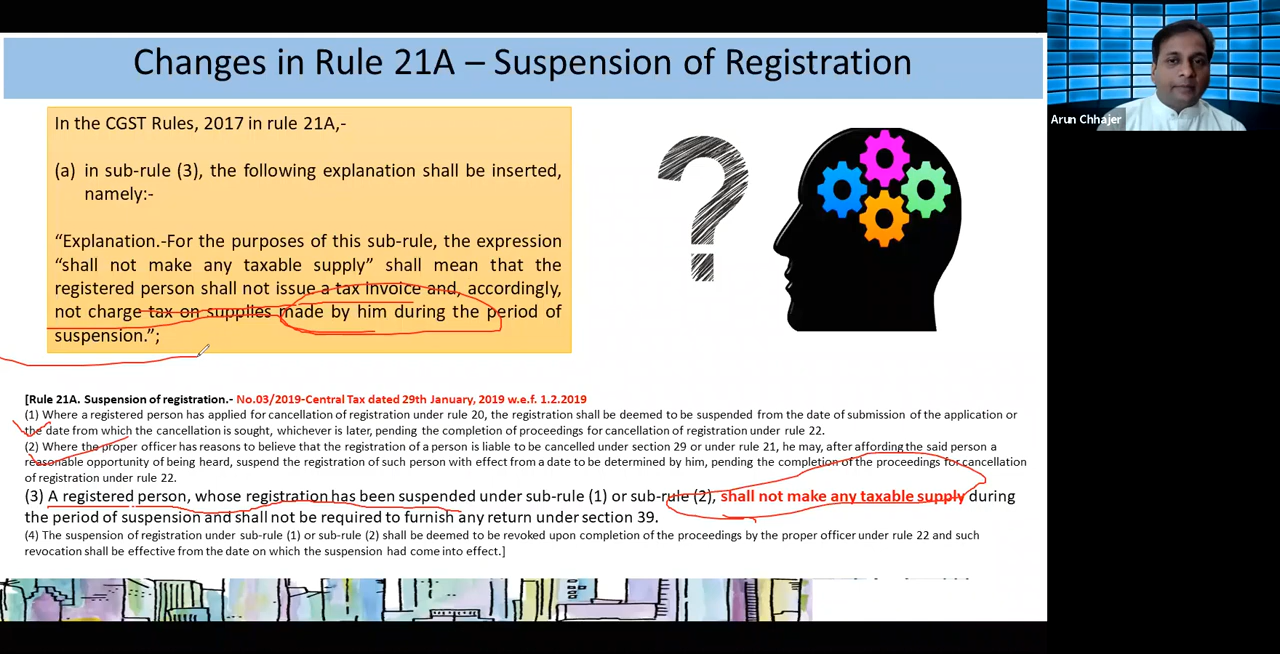 Changes in Rule 21A – Suspension of Registration
Arun Chhajer
In the CGST Rules, 2017 in rule 21A,-
(a) in sub-rule (3), the following explanation shall be inserted,
namely:-
“Explanation.-For the purposes of this sub-rule, the expression
“shall not make any taxable supply” shall mean that the
registered person shall not issue a tax invoice and, accordingly,
not charge tax on supplies made by him during the period of
suspension.”;
?
[Rule 21A. Suspension of registration.- No.03/2019-Central Tax dated 29th January, 2019 w.e.f. 1.2.2019
(1) Where a registered person has applied for cancellation of registration under rule 20, the registration shall be deemed to be suspended from the date of submission of the application or
the date from which the cancellation is sought, whichever is later, pending the completion of proceedings for cancellation of registration under rule 22.
(2) Where the proper officer has reasons to believe that the registration of a person is liable to be cancelled under section 29 or under rule 21, he may, after affording the said person a
reasonable opportunity of being heard, suspend the registration of such person with effect from a date to be determined by him, pending the completion of the proceedings for cancellation
of registration under rule 22.
(3) A registered person, whose registration has been suspended under sub-rule (1) or sub-rule (2), shall not make any taxable supply during
the period of suspension and shall not be required to furnish any return under section 39.
(4) The suspension of registration under sub-rule (1) or sub-rule (2) shall be deemed to be revoked upon completion of the proceedings by the proper officer under rule 22 and such
revocation shall be effective from the date on which the suspension had come into effect.]